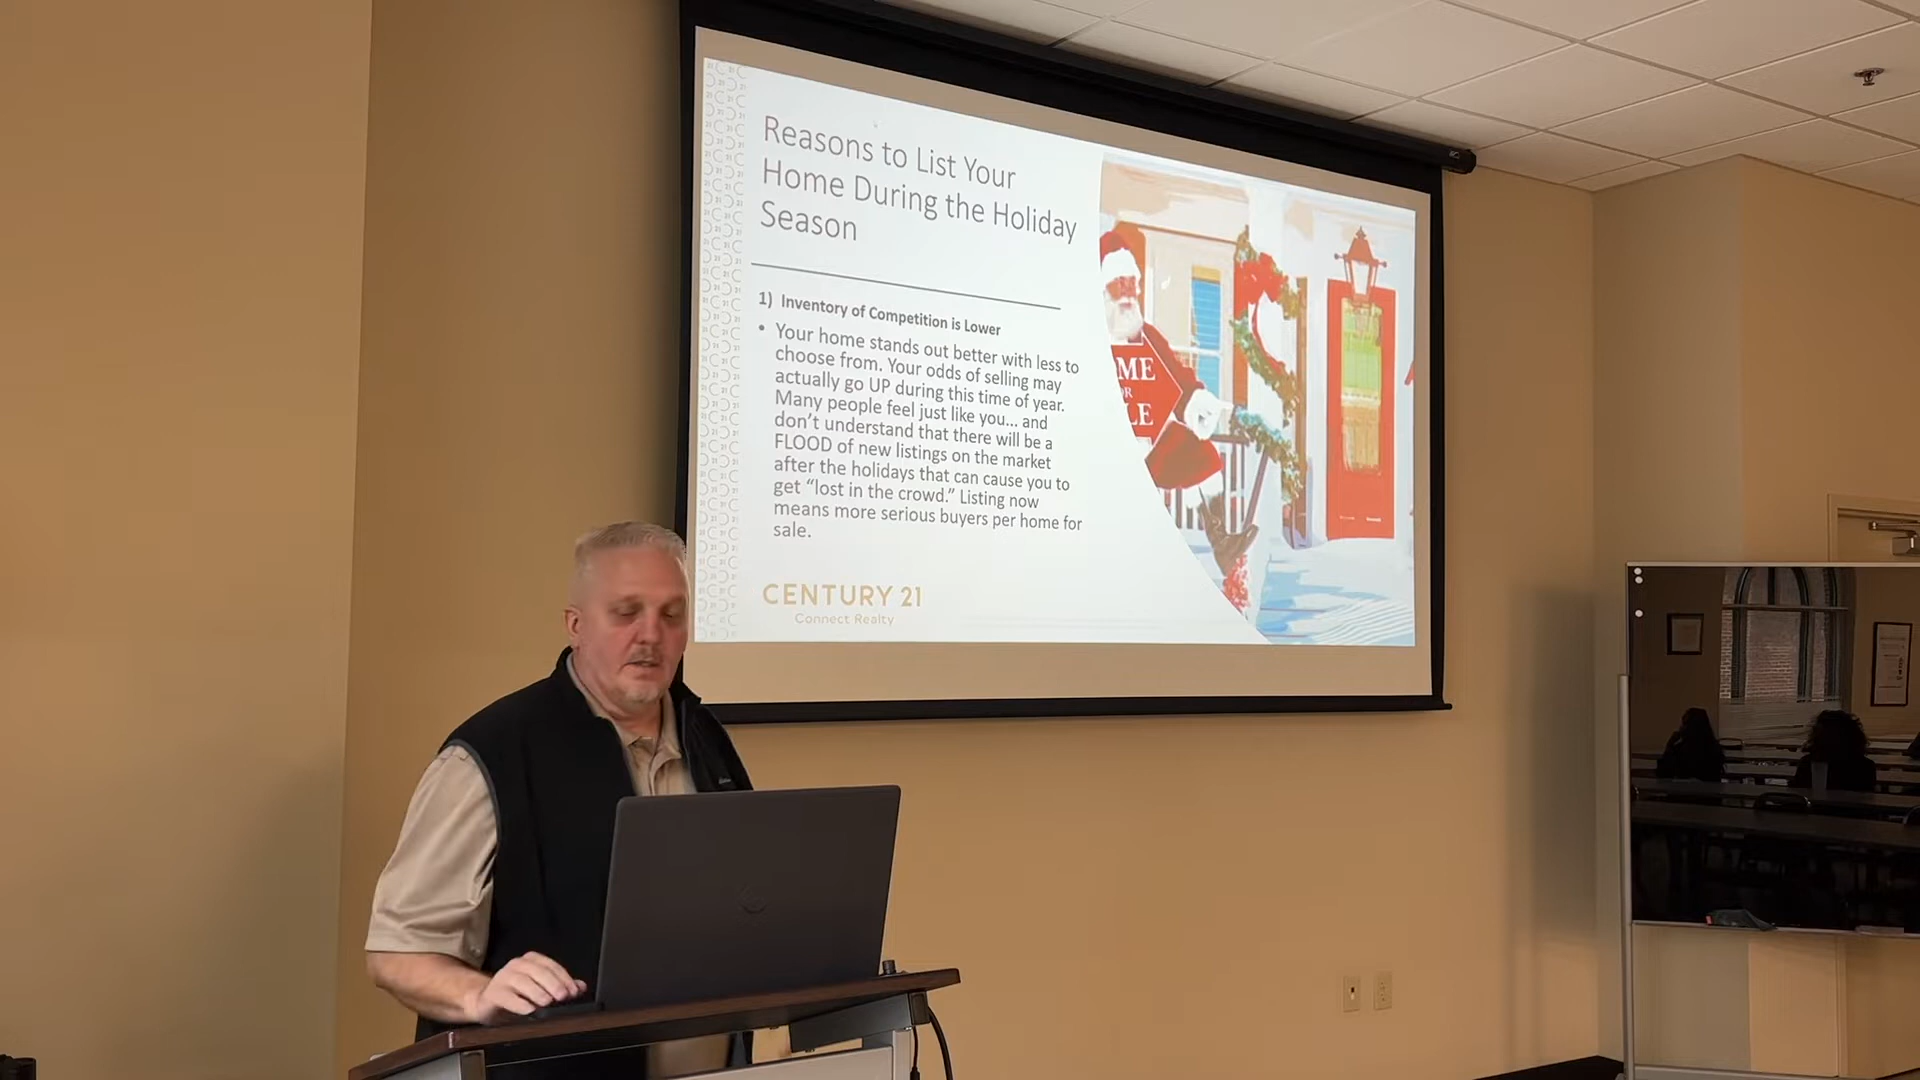 Reasons to List Your
Home During the Holiday
Season
1) Inventory of Competition is Lower
• Your home stands out better with less to
choose from. Your odds of selling may
actually go UP during this time of year.
Many people feel just like you... and
don't understand that there will be a
FLOOD of new listings on the market
after the holidays that can cause you to
get “lost in the crowd.” Listing now
means more serious buyers per home for
sale.
CENTURY 21
Connect Realty
ME
OR
LE